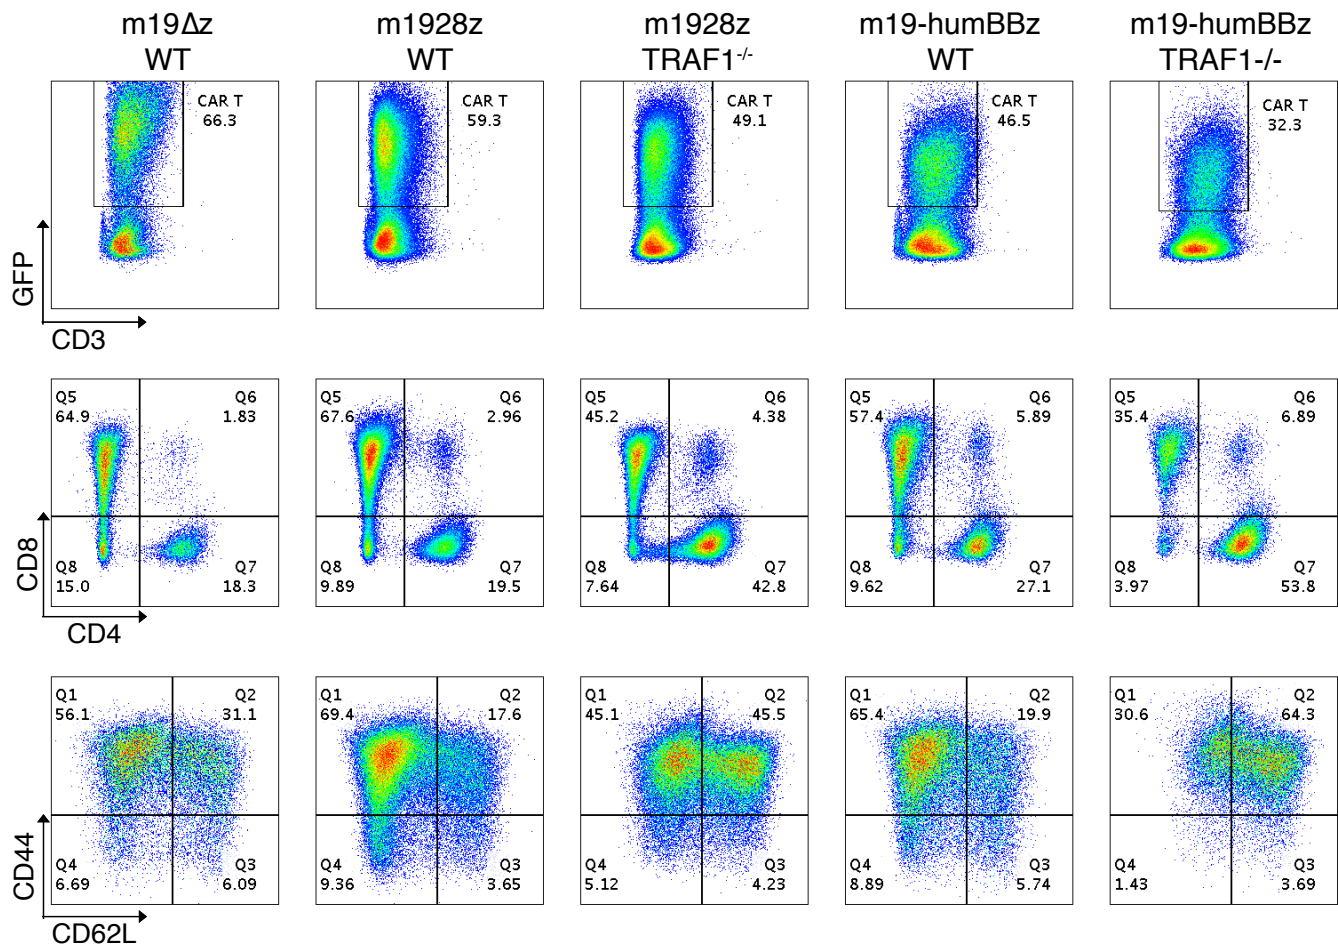 m19Δz
WT
m1928z
WT
m1928z
TRAF1-/-
m19-humBBz
WT
m19-humBBz
TRAF1-/-
CAR T
66.3
CAR T
59.3
CAR T
49.1
CAR T
46.5
CAR T
32.3
GFP
CD3
Q5
64.9
Q6
1.83
Q8
15.0
Q7
18.3
Q5
67.6
Q6
2.96
Q8
9.89
Q7
19.5
Q5
45.2
Q6
4.38
Q8
7.64
Q7
42.8
Q5
57.4
Q6
5.89
Q8
9.62
Q7
27.1
Q5
35.4
Q6
6.89
Q8
3.97
Q7
53.8
CD8
CD4
Q1
56.1
Q2
31.1
Q4
6.69
Q3
6.09
Q1
69.4
Q2
17.6
Q4
9.36
Q3
3.65
Q1
45.1
Q2
45.5
Q4
5.12
Q3
4.23
Q1
65.4
Q2
19.9
Q4
8.89
Q3
5.74
Q1
30.6
Q2
64.3
Q4
1.43
Q3
3.69
CD44
CD62L